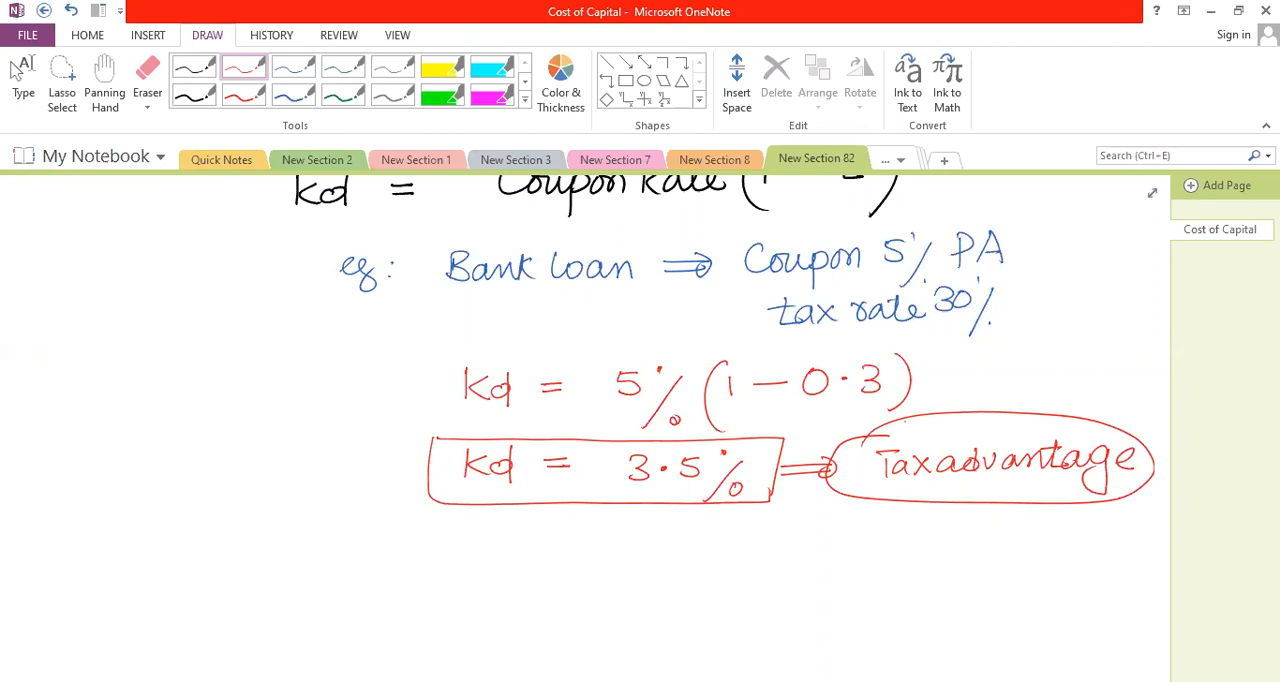 Cost of Capital - Microsoft OneNote
?
FILE HOME INSERT DRAW HISTORY REVIEW VIEW
Sign in
Type
Lasso Select
Panning Hand
Eraser
Color & Thickness
Insert Space
Delete
Arrange
Rotate
Ink to Text
Ink to Math
Tools
Shapes
Edit
Convert
My Notebook
Quick Notes
New Section 2
New Section 1
New Section 3
New Section 7
New Section 8
New Section 82
...
Search (Ctrl+E)
Add Page
Cost of Capital
Kd = Coupon Rate (1 -
eg: Bank loan ⇒ Coupon 5% PA
tax rate 30%
Kd = 5% (1 - 0.3)
Kd = 3.5% ⇒ Tax advantage